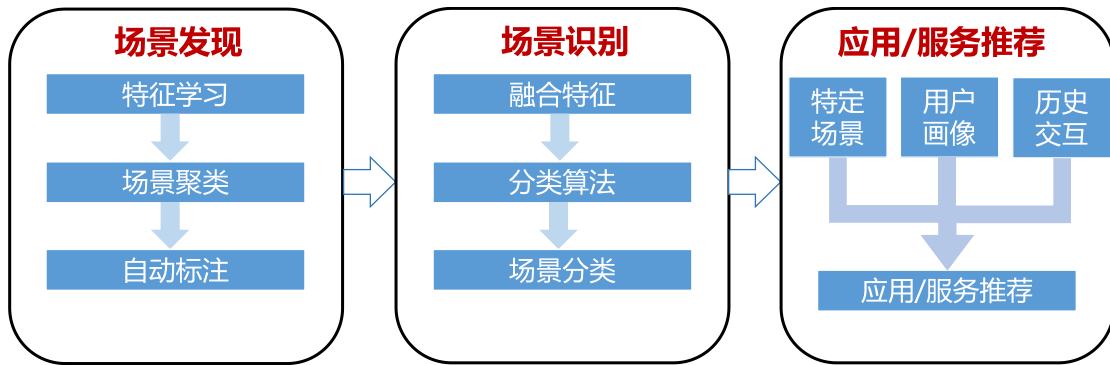 场景发现
特征学习
场景聚类
自动标注
场景识别
融合特征
分类算法
场景分类
应用/服务推荐
特定
场景
用户
画像
历史
交互
应用/服务推荐